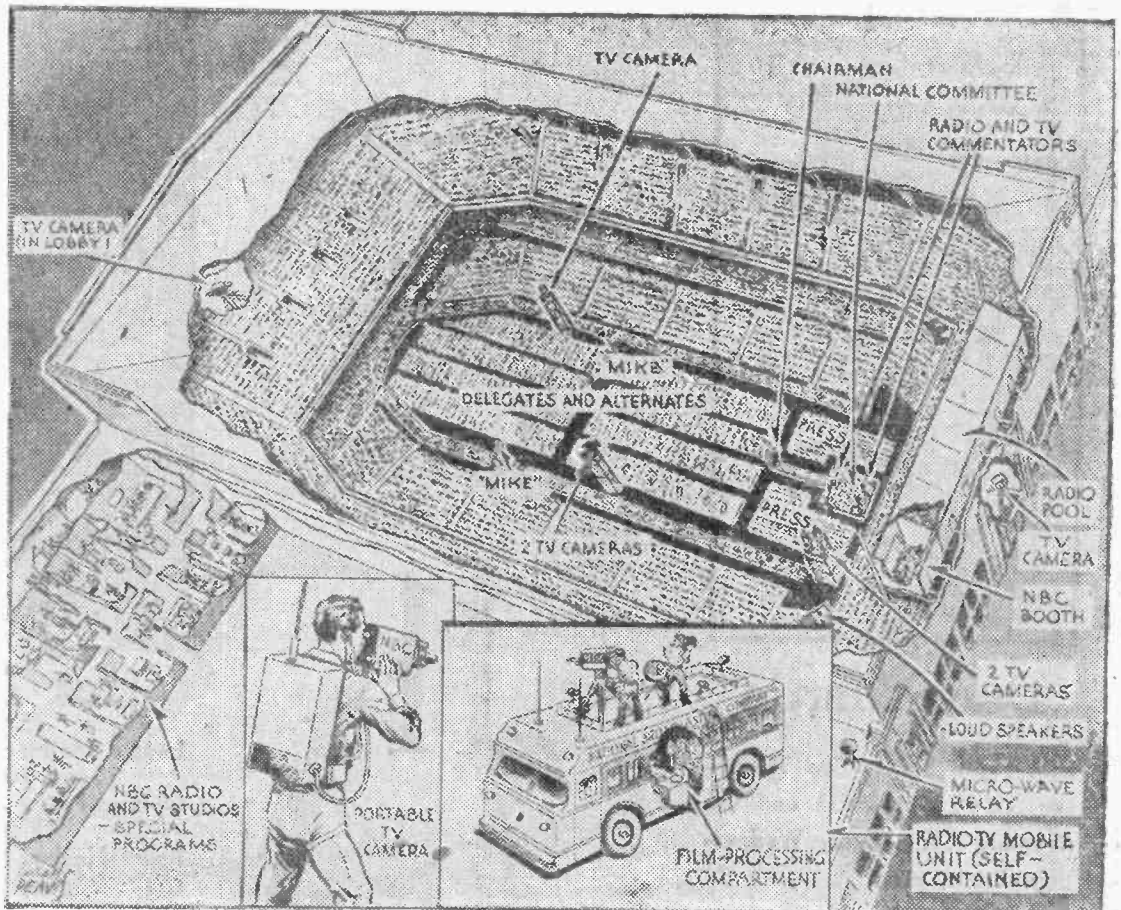 TV CAMERA
CHAIRMAN
NATIONAL COMMITTEE
RADIO AND TV
COMMENTATORS
TV CAMERA
(IN LOBBY)
"MIKE"
DELEGATES AND ALTERNATES
PRESS
"MIKE"
PRESS
2 TV CAMERAS
RADIO
POOL
TV
CAMERA
NBC
BOOTH
2 TV
CAMERAS
LOUD SPEAKERS
MICRO-WAVE
RELAY
RADIO-TV MOBILE
UNIT (SELF-
CONTAINED)
NBC RADIO
AND TV STUDIOS
- SPECIAL
PROGRAMS
NBC
PORTABLE
TV
CAMERA
FILM-PROCESSING
COMPARTMENT